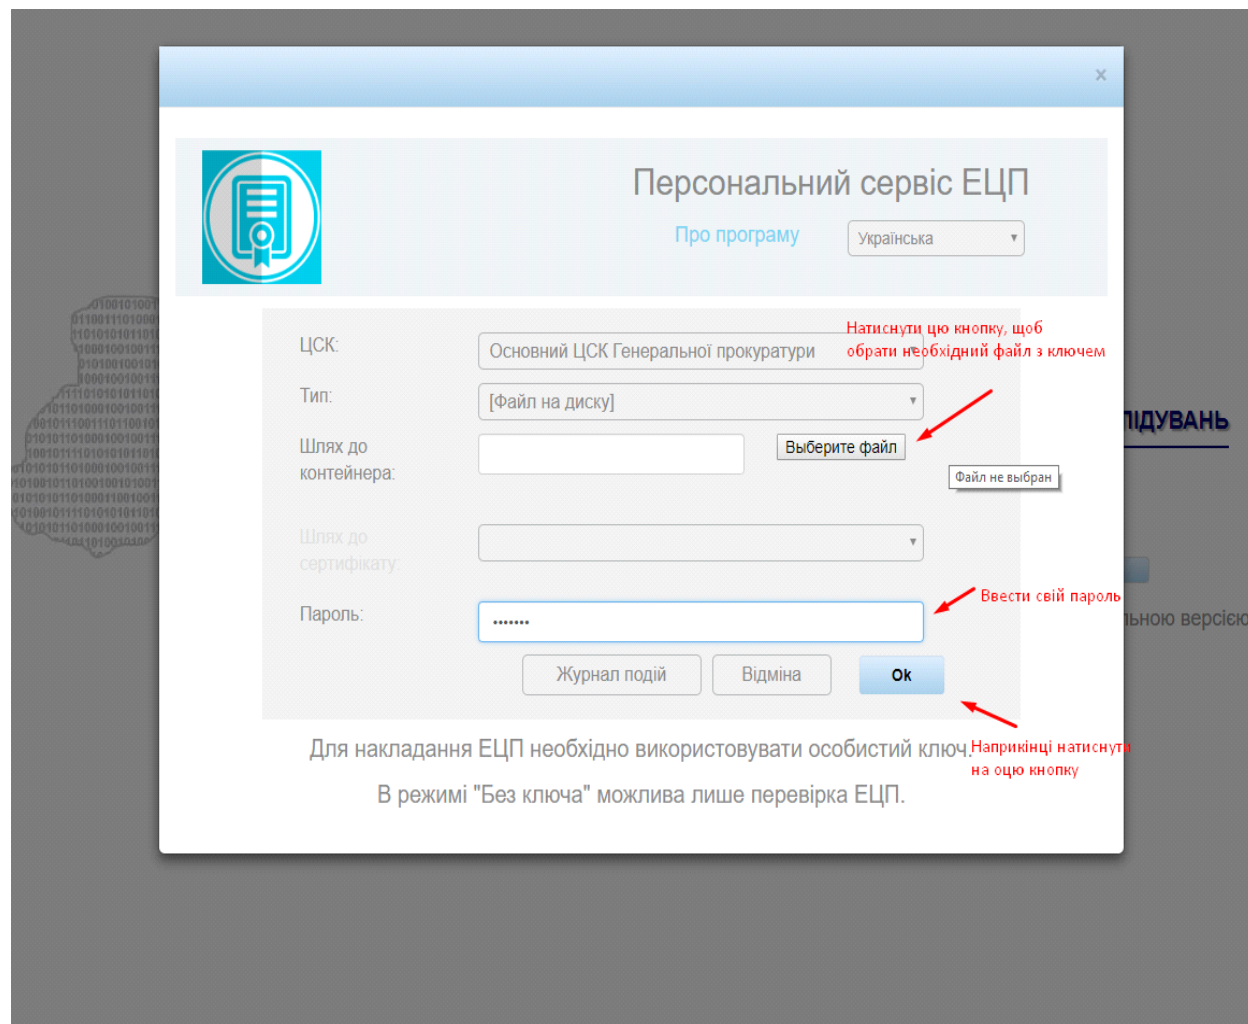 ×
Персональний сервіс ЕЦП
Про програму
Українська
Натиснути цю кнопку, щоб
обрати необхідний файл з ключем
ЦСК:
Основний ЦСК Генеральної прокуратури
Тип:
[Файл на диску]
ЛІДУВАНЬ
Шлях до
контейнера:
Выберите файл
Файл не выбран
Шлях до
сертифікату:
Ввести свій пароль
Пароль:
•••••••
льною версією
Журнал подій
Відміна
Ok
Наприкінці натиснути
на оцю кнопку
Для накладання ЕЦП необхідно використовувати особистий ключ.
В режимі "Без ключа" можлива лише перевірка ЕЦП.